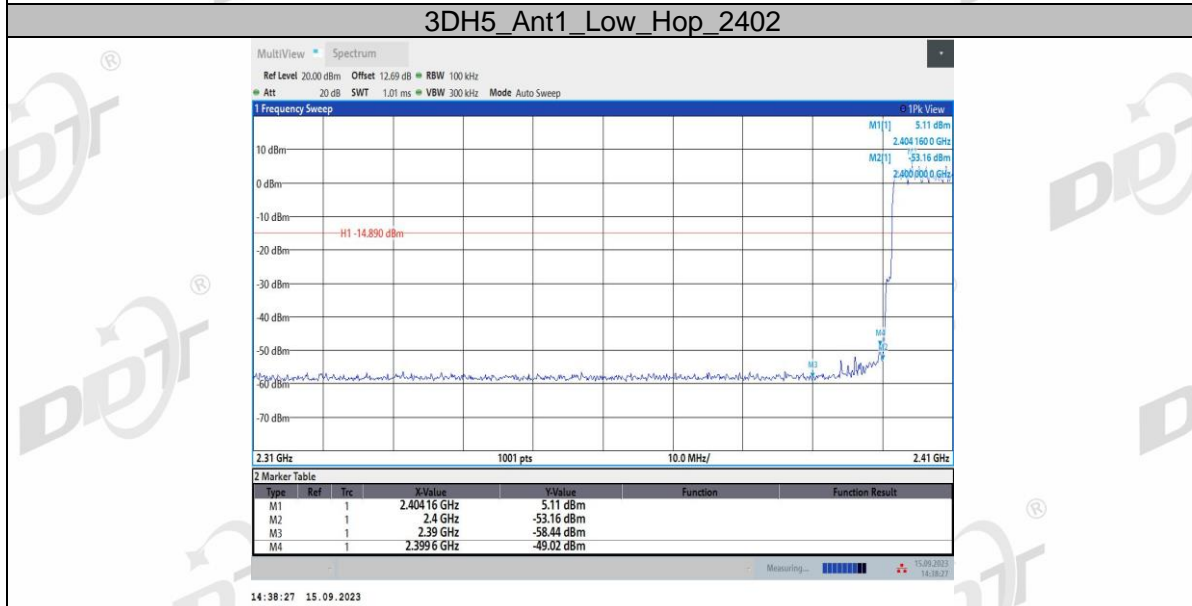 3DH5_Ant1_Low_Hop_2402
MultiView Spectrum
Ref Level 20.00 dBm Offset 12.69 dB RBW 100 kHz
Att 20 dB SWT 1.01 ms VBW 300 kHz Mode Auto Sweep
1 Frequency Sweep 1Pk View
M1[1] 5.11 dBm
2.404 160 0 GHz
M2[1] -53.16 dBm
2.400 000 0 GHz
10 dBm
0 dBm
-10 dBm
H1 -14.890 dBm
-20 dBm
-30 dBm
-40 dBm
M4
-50 dBm
M2
M3
-60 dBm
-70 dBm
2.31 GHz 1001 pts 10.0 MHz/ 2.41 GHz
2 Marker Table
Type Ref Trc X-Value Y-Value Function Function Result
M1 1 2.40416 GHz 5.11 dBm
M2 1 2.4 GHz -53.16 dBm
M3 1 2.39 GHz -58.44 dBm
M4 1 2.3996 GHz -49.02 dBm
Measuring... 15.09.2023
14:38:27
14:38:27 15.09.2023
DDT
®